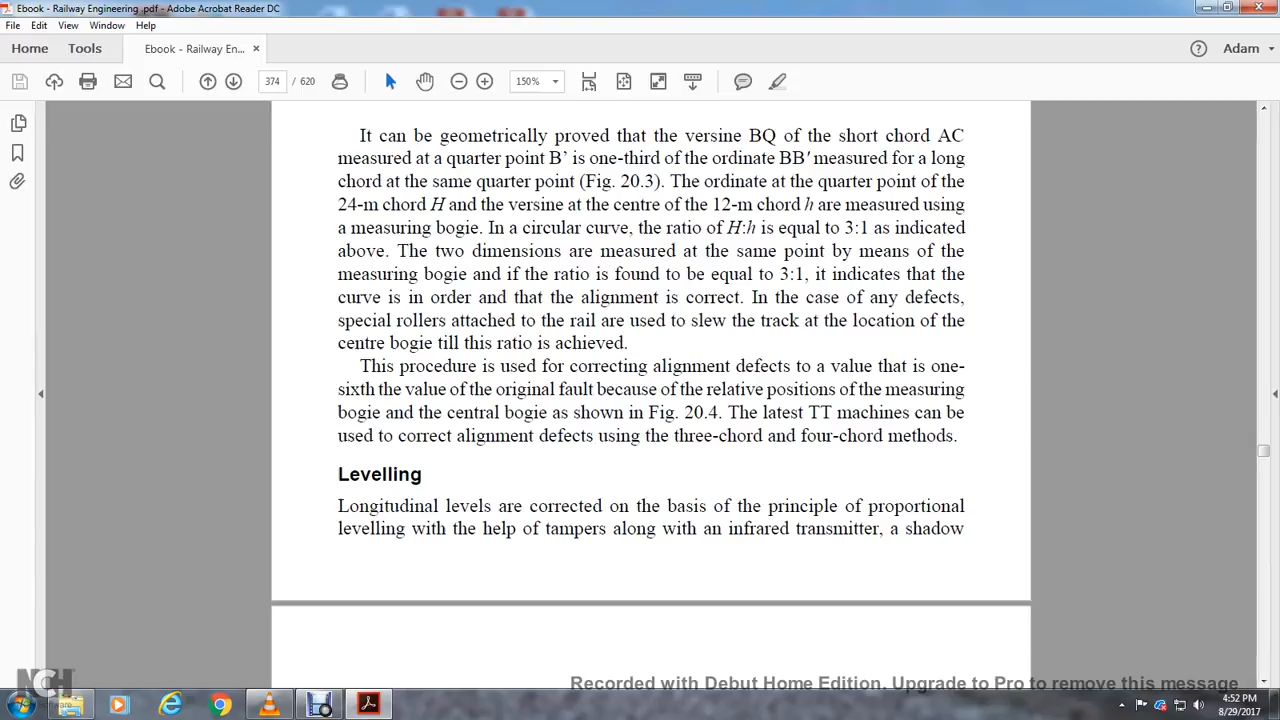 Ebook - Railway Engineering .pdf - Adobe Acrobat Reader DC
File Edit View Window Help
Home Tools Ebook - Railway En... × Adam
374 / 620 150%
It can be geometrically proved that the versine BQ of the short chord AC
measured at a quarter point B’ is one-third of the ordinate BB′ measured for a long
chord at the same quarter point (Fig. 20.3). The ordinate at the quarter point of the
24-m chord H and the versine at the centre of the 12-m chord h are measured using
a measuring bogie. In a circular curve, the ratio of H:h is equal to 3:1 as indicated
above. The two dimensions are measured at the same point by means of the
measuring bogie and if the ratio is found to be equal to 3:1, it indicates that the
curve is in order and that the alignment is correct. In the case of any defects,
special rollers attached to the rail are used to slew the track at the location of the
centre bogie till this ratio is achieved.
This procedure is used for correcting alignment defects to a value that is one-
sixth the value of the original fault because of the relative positions of the measuring
bogie and the central bogie as shown in Fig. 20.4. The latest TT machines can be
used to correct alignment defects using the three-chord and four-chord methods.
Levelling
Longitudinal levels are corrected on the basis of the principle of proportional
levelling with the help of tampers along with an infrared transmitter, a shadow
NCH
Recorded with Debut Home Edition. Upgrade to Pro to remove this message
4:52 PM
8/29/2017